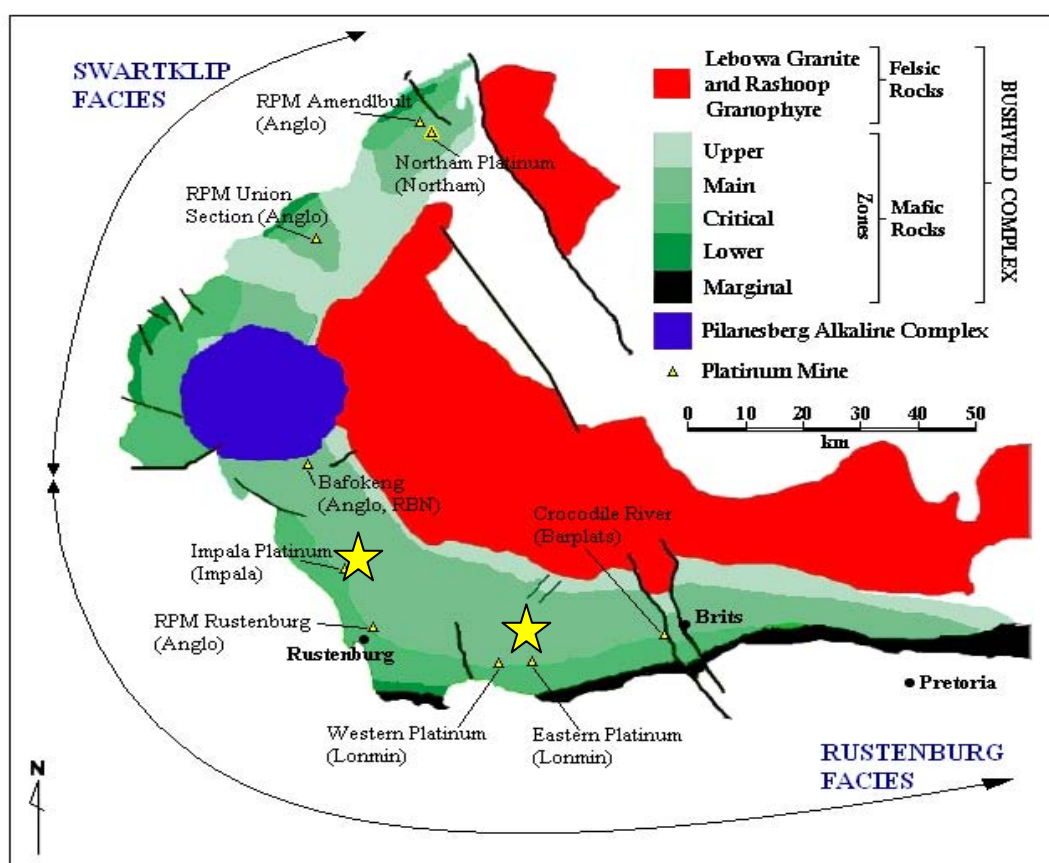 SWARTKLIP
FACIES
RPM Amendlbult
(Anglo)
Northam Platinum
(Northam)
RPM Union
Section (Anglo)
Lebowa Granite
and Rashoop
Granophyre
Felsic
Rocks
Upper
Main
Critical
Lower
Marginal
Zones
Mafic
Rocks
BUSHVELD COMPLEX
Pilanesberg Alkaline Complex
Platinum Mine
0 10 20 30 40 50
km
Bafokeng
(Anglo, RBN)
Crocodile River
(Barplats)
Impala Platinum
(Impala)
RPM Rustenburg
(Anglo)
Rustenburg
Brits
Pretoria
Western Platinum
(Lonmin)
Eastern Platinum
(Lonmin)
RUSTENBURG
FACIES
N